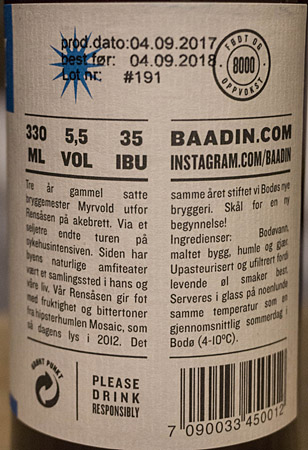 prod.dato:04.09.2017
best før: 04.09.2018
Lot nr: #191
FØDT OG
8000
OPPVOKST
330 5,5 35
ML VOL IBU
BAADIN.COM
INSTAGRAM.COM/BAADIN
Tre år gammel satte
bryggemester Myrvold utfor
Rensåsen på akebrett. Via et
seljetre endte turen på
sykehusintensiven. Siden har
byens naturlige amfiteater
vært et samlingssted i hans og
våre liv. Vår Rensåsen gir fot
med fruktighet og bittertoner
fra hipsterhumlen Mosaic, som
så dagens lys i 2012. Det
samme året stiftet vi Bodøs nye
bryggeri. Skål for en ny
begynnelse!
Ingredienser: Bodøvann,
maltet bygg, humle og gjær.
Upasteurisert og ufiltrert fordi
levende øl smaker best.
Serveres i glass på noenlunde
samme temperatur som en
gjennomsnittlig sommerdag i
Bodø (4-10ºC).
GRØNT PUNKT
PLEASE
DRINK
RESPONSIBLY
7 090033 450012